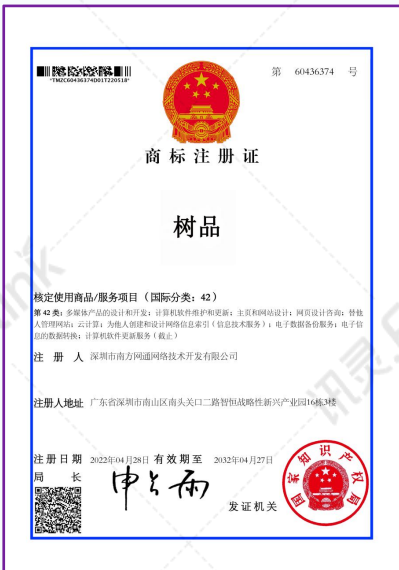 *TMZC60436374D01T220518*
第 60436374 号
商标注册证
树品
核定使用商品/服务项目（国际分类：42）
第 42 类：多媒体产品的设计和开发；计算机软件维护和更新；主页和网站设计；网页设计咨询；替他
人管理网站；云计算；为他人创建和设计网络信息索引（信息技术服务）；电子数据备份服务；电子信
息的数据转换；计算机软件更新服务（截止）
注 册 人 深圳市南方网通网络技术开发有限公司
注册人地址 广东省深圳市南山区南头关口二路智恒战略性新兴产业园16栋3楼
注册日期 2022年04月28日 有效期至 2032年04月27日
局 长 申长雨
发证机关
国家知识产权局
讯灵